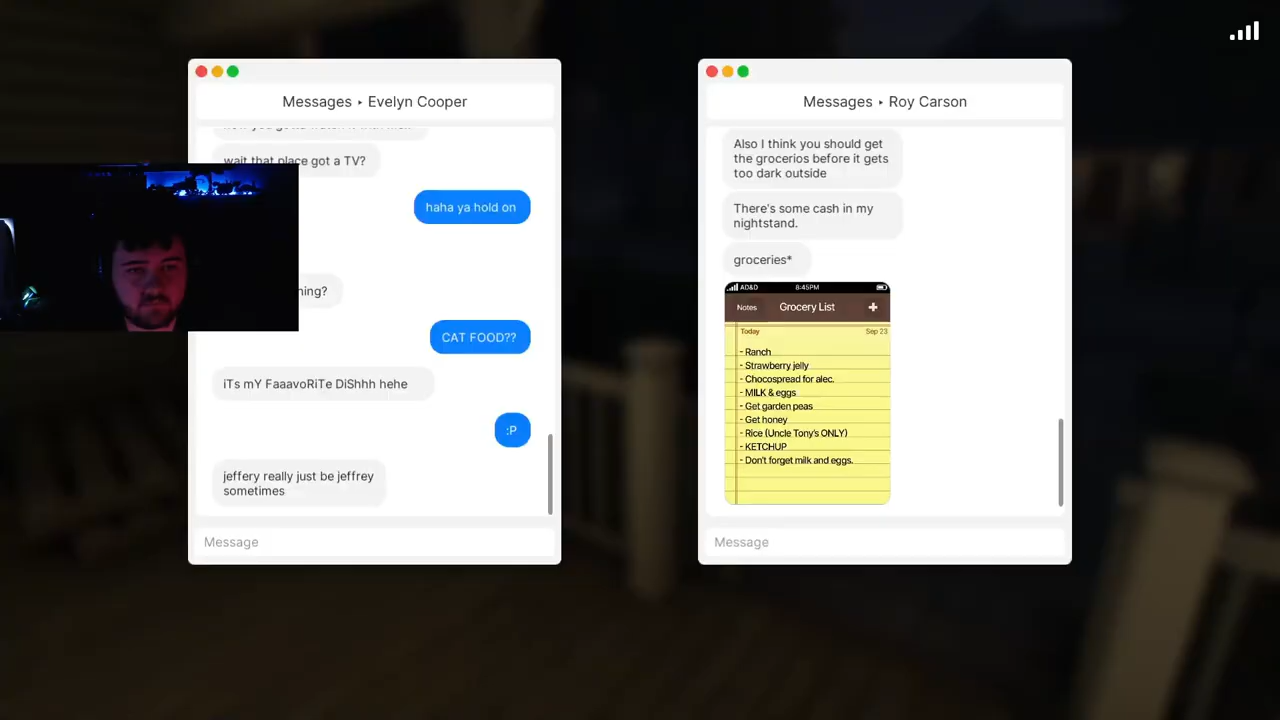 Messages ▸ Evelyn Cooper
wait that place got a TV?
haha ya hold on
CAT FOOD??
iTs mY FaaavoRiTe DiShhh hehe
:P
jeffery really just be jeffrey
sometimes
Message
Messages ▸ Roy Carson
Also I think you should get
the grocerios before it gets
too dark outside
There's some cash in my
nightstand.
groceries*
AD&D 8:45PM
Notes Grocery List +
Today Sep 23
- Ranch
- Strawberry jelly
- Chocospread for alec.
- MILK & eggs
- Get garden peas
- Get honey
- Rice (Uncle Tony's ONLY)
- KETCHUP
- Don't forget milk and eggs.
Message